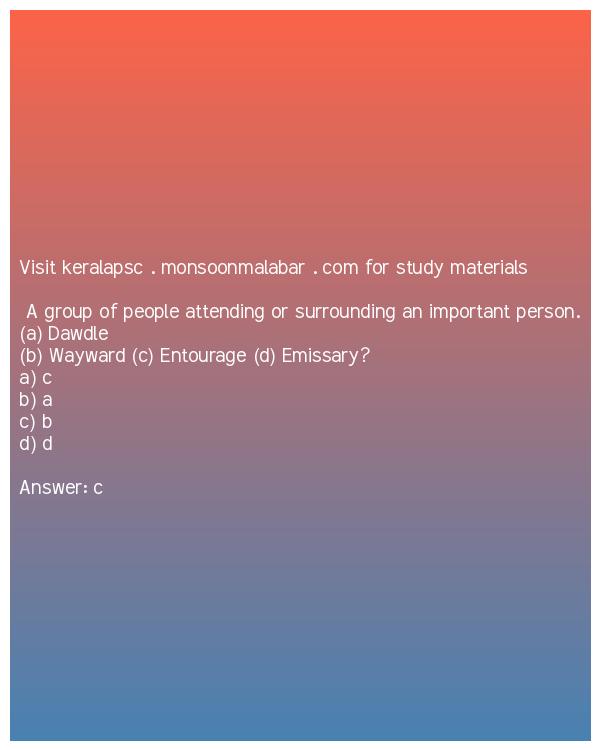 Visit keralapsc . monsoonmalabar . com for study materials
A group of people attending or surrounding an important person.
(a) Dawdle
(b) Wayward (c) Entourage (d) Emissary?
a) c
b) a
c) b
d) d
Answer: c